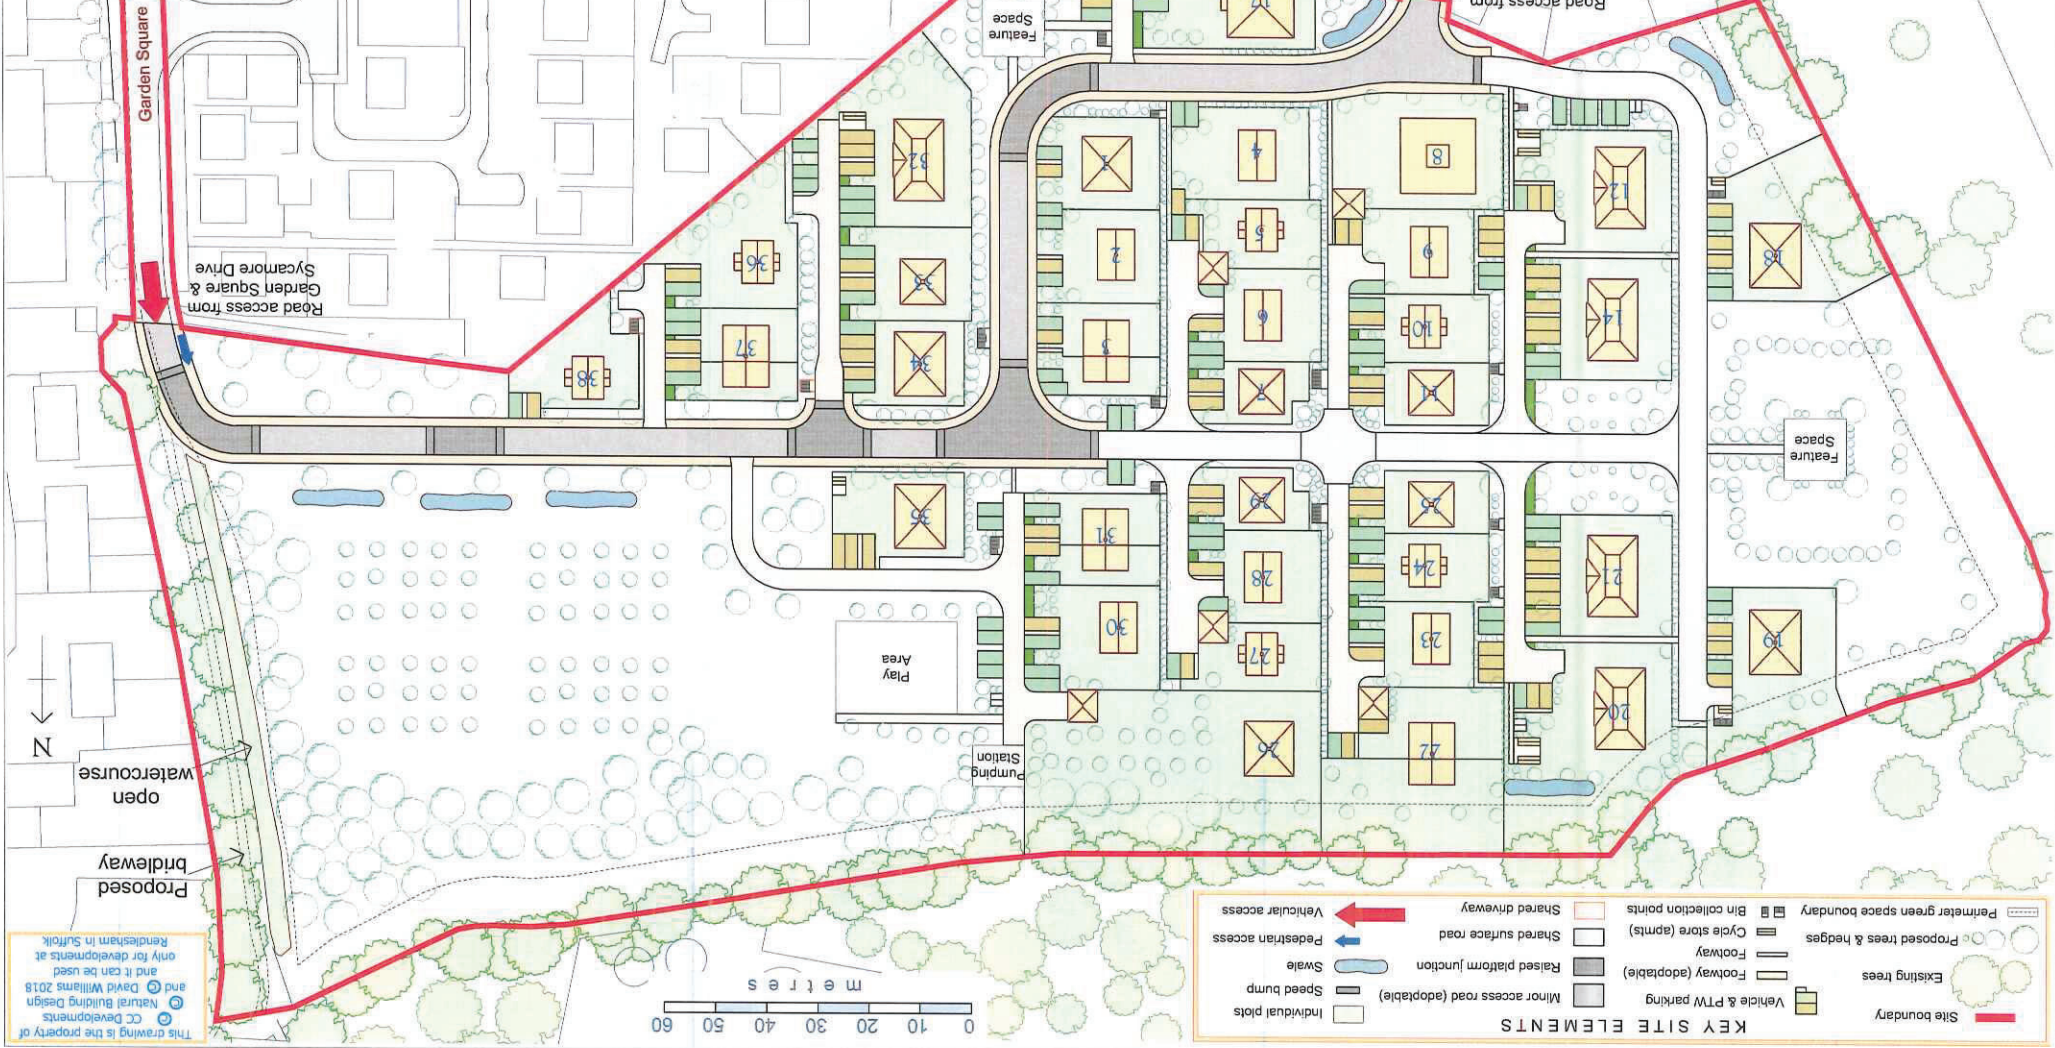 This drawing is the property of
© CC Developments
© Natural Building Design
and © David Williams 2018
and it can be used
only for developments at
Rendlesham in Suffolk
KEY SITE ELEMENTS
Site boundary
Existing trees
Proposed trees & hedges
Perimeter green space boundary
Vehicle & PTW parking
Footway (adoptable)
Footway
Cycle store (apmts)
Bin collection points
Minor access road (adoptable)
Raised platform junction
Shared surface road
Shared driveway
Individual plots
Speed bump
Swale
Pedestrian access
Vehicular access
0 10 20 30 40 50 60
metres
Proposed
bridleway
open
watercourse
N
Pumping
Station
Play
Area
20
22
26
19
21
23
24
25
27
28
29
30
31
35
Feature
Space
38
37
34
3
7
11
10
14
6
33
36
2
5
9
18
12
8
4
1
32
Road access from
Garden Square &
Sycamore Drive
Garden Square
Feature
Space
17
Road access from